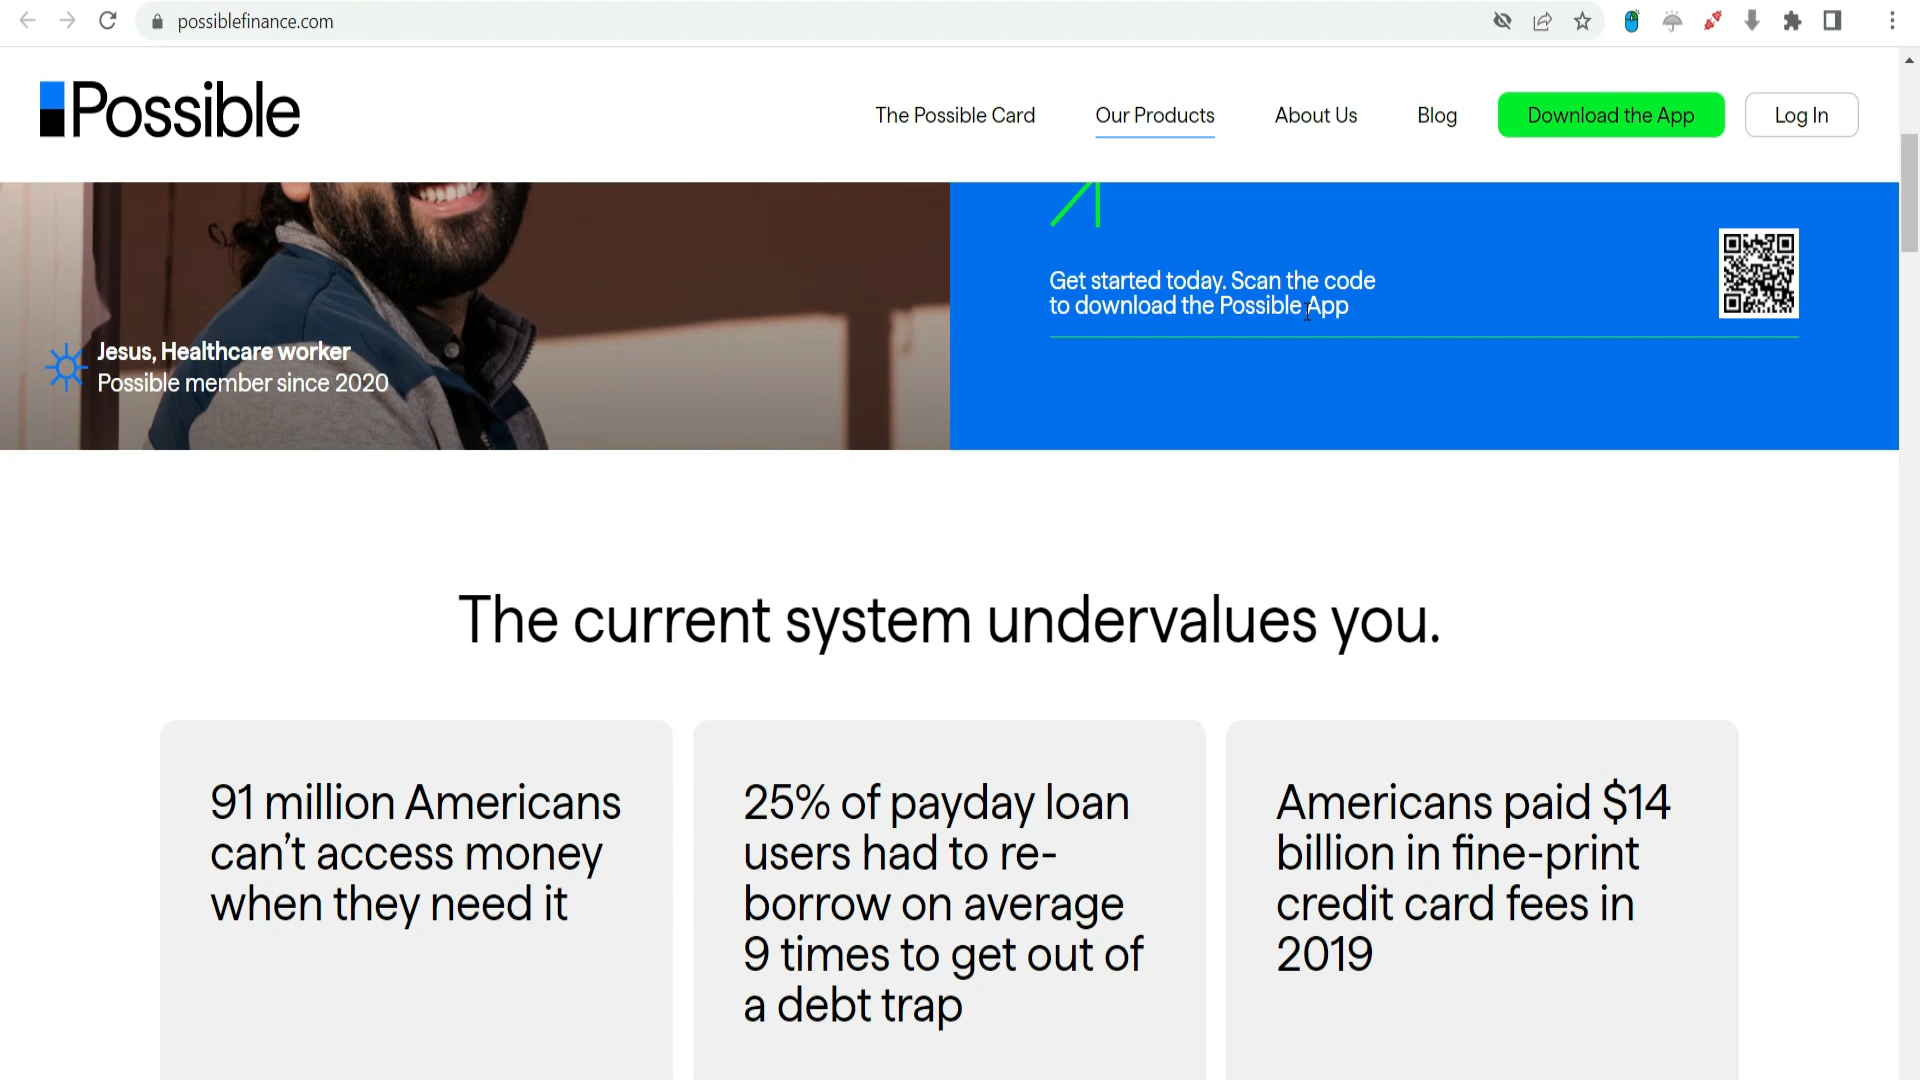 possiblefinance.com
Possible
The Possible Card
Our Products
About Us
Blog
Download the App
Log In
Jesus, Healthcare worker
Possible member since 2020
Get started today. Scan the code
to download the Possible App
The current system undervalues you.
91 million Americans
can’t access money
when they need it
25% of payday loan
users had to re-
borrow on average
9 times to get out of
a debt trap
Americans paid $14
billion in fine-print
credit card fees in
2019